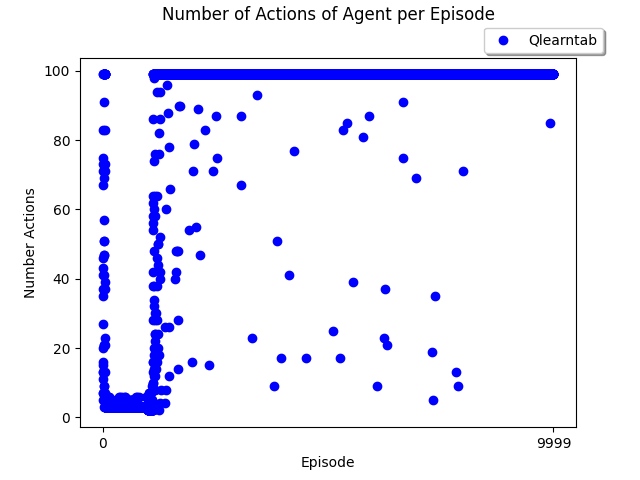 Number of Actions of Agent per Episode
Qlearntab
100
80
60
40
20
0
Number Actions
0
9999
Episode